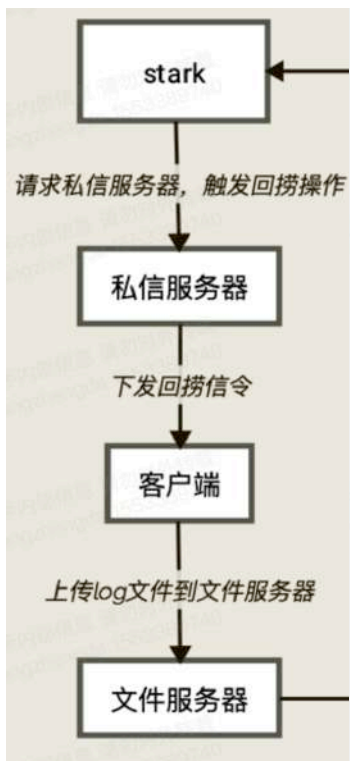 stark
请求私信服务器，触发回捞操作
私信服务器
下发回捞信令
客户端
上传log文件到文件服务器
文件服务器